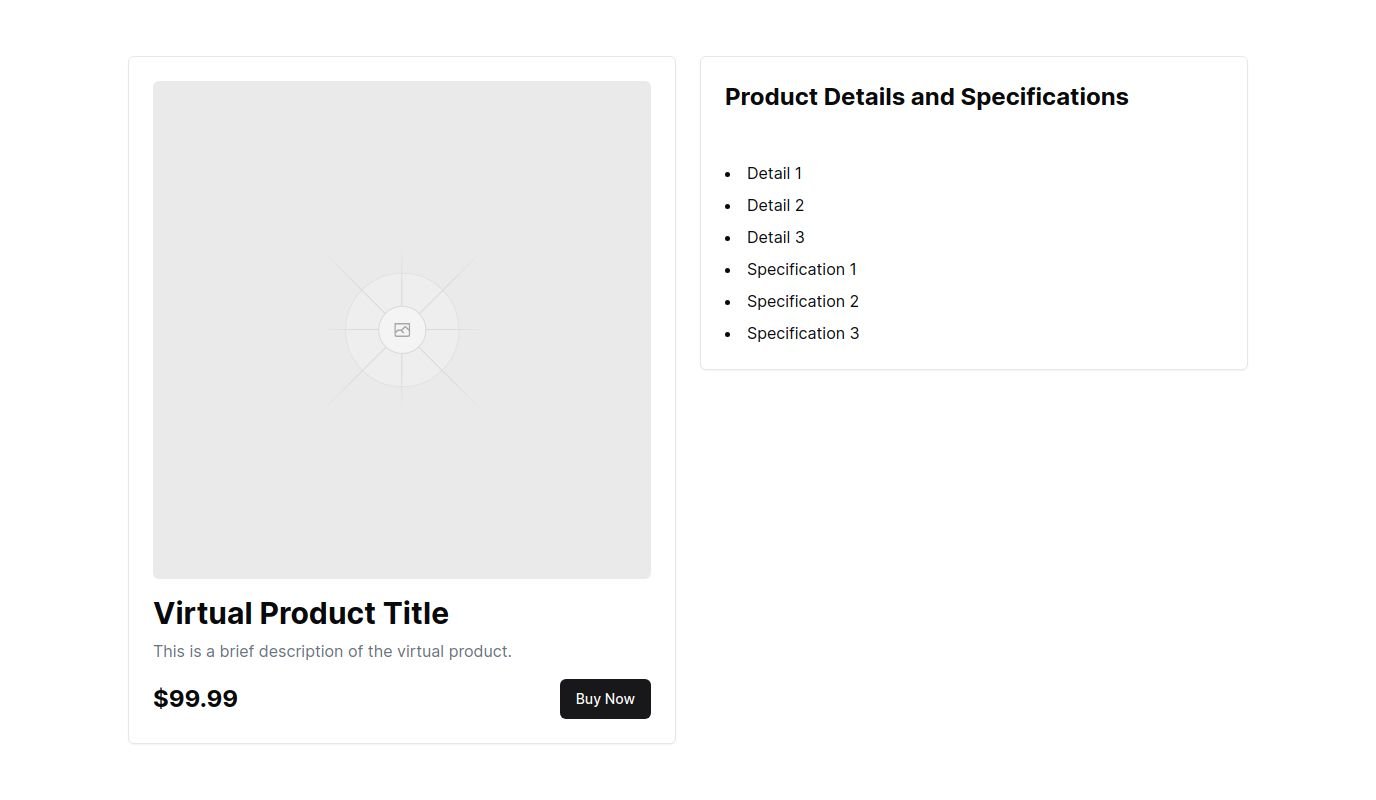 Virtual Product Title
This is a brief description of the virtual product.
$99.99
Buy Now
Product Details and Specifications
Detail 1
Detail 2
Detail 3
Specification 1
Specification 2
Specification 3